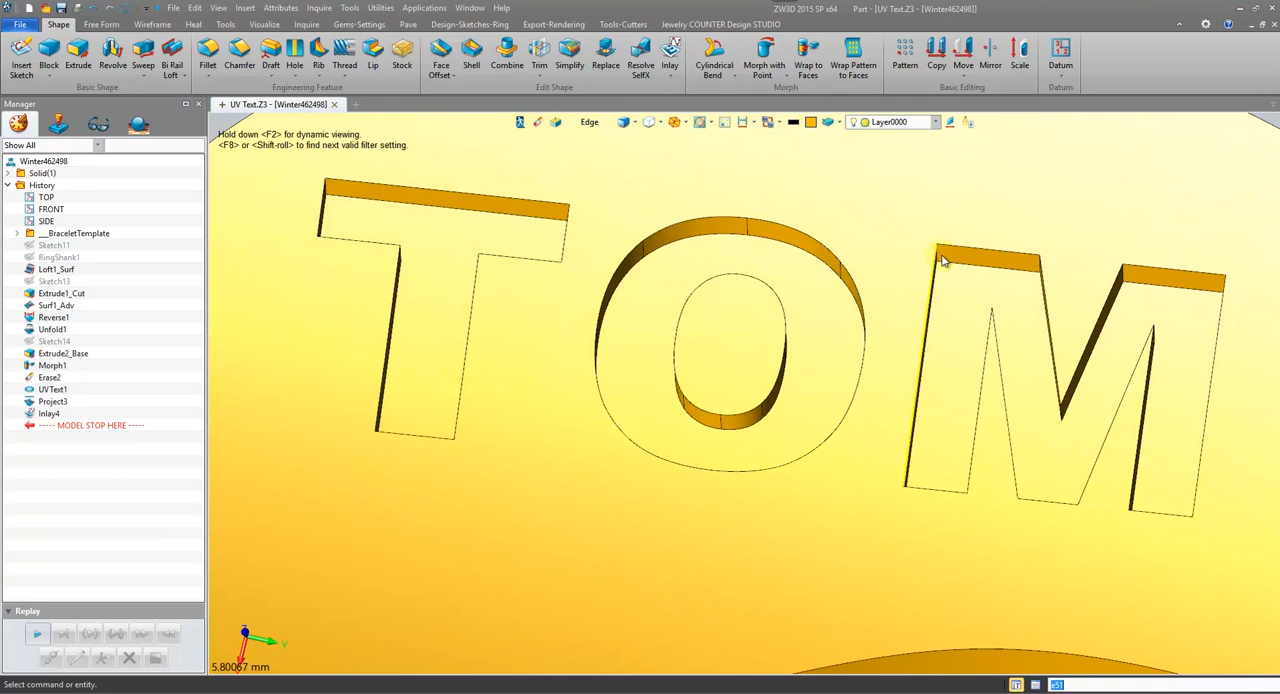 File Edit View Insert Attributes Inquire Tools Utilities Applications Window Help
ZW3D 2015 SP x64 Part - [UV Text.Z3 - [Winter462498]]
File Shape Free Form Wireframe Heal Tools Visualize Inquire Gems-Settings Pave Design-Sketches-Ring Export-Rendering Tools-Cutters Jewelry COUNTER Design STUDIO
Insert Sketch Block Extrude Revolve Sweep Bi Rail Loft Fillet Chamfer Draft Hole Rib Thread Lip Stock Face Offset Shell Combine Trim Simplify Replace Resolve SelfX Inlay Cylindrical Bend Morph with Point Wrap to Faces Wrap Pattern to Faces Pattern Copy Move Mirror Scale Datum
Basic Shape Engineering Feature Edit Shape Morph Basic Editing Datum
Manager
UV Text.Z3 - [Winter462498]
Edge Layer0000
Hold down <F2> for dynamic viewing.
<F8> or <Shift-roll> to find next valid filter setting.
Show All
Winter462498
Solid(1)
History
TOP
FRONT
SIDE
__BraceletTemplate
Sketch11
RingShank1
Loft1_Surf
Sketch13
Extrude1_Cut
Surf1_Adv
Reverse1
Unfold1
Sketch14
Extrude2_Base
Morph1
Erase2
UVText1
Project3
Inlay4
----- MODEL STOP HERE -----
TOM
Replay
Z
Y
5.80067 mm
Select command or entity.
e51